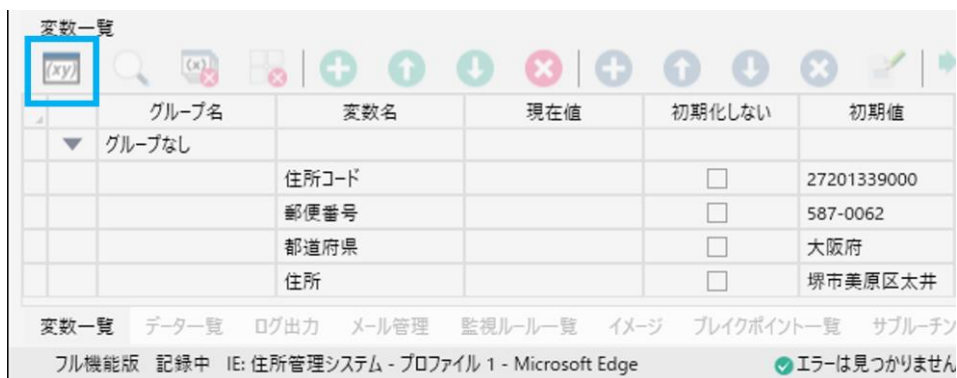 変数一覧
(xy) (x)
グループ名 変数名 現在値 初期化しない 初期値
グループなし
住所コード 27201339000
郵便番号 587-0062
都道府県 大阪府
住所 堺市美原区太井
変数一覧 データ一覧 ログ出力 メール管理 監視ルール一覧 イメージ ブレイクポイント一覧 サブルーチン
フル機能版 記録中 IE: 住所管理システム - プロファイル 1 - Microsoft Edge エラーは見つかりません